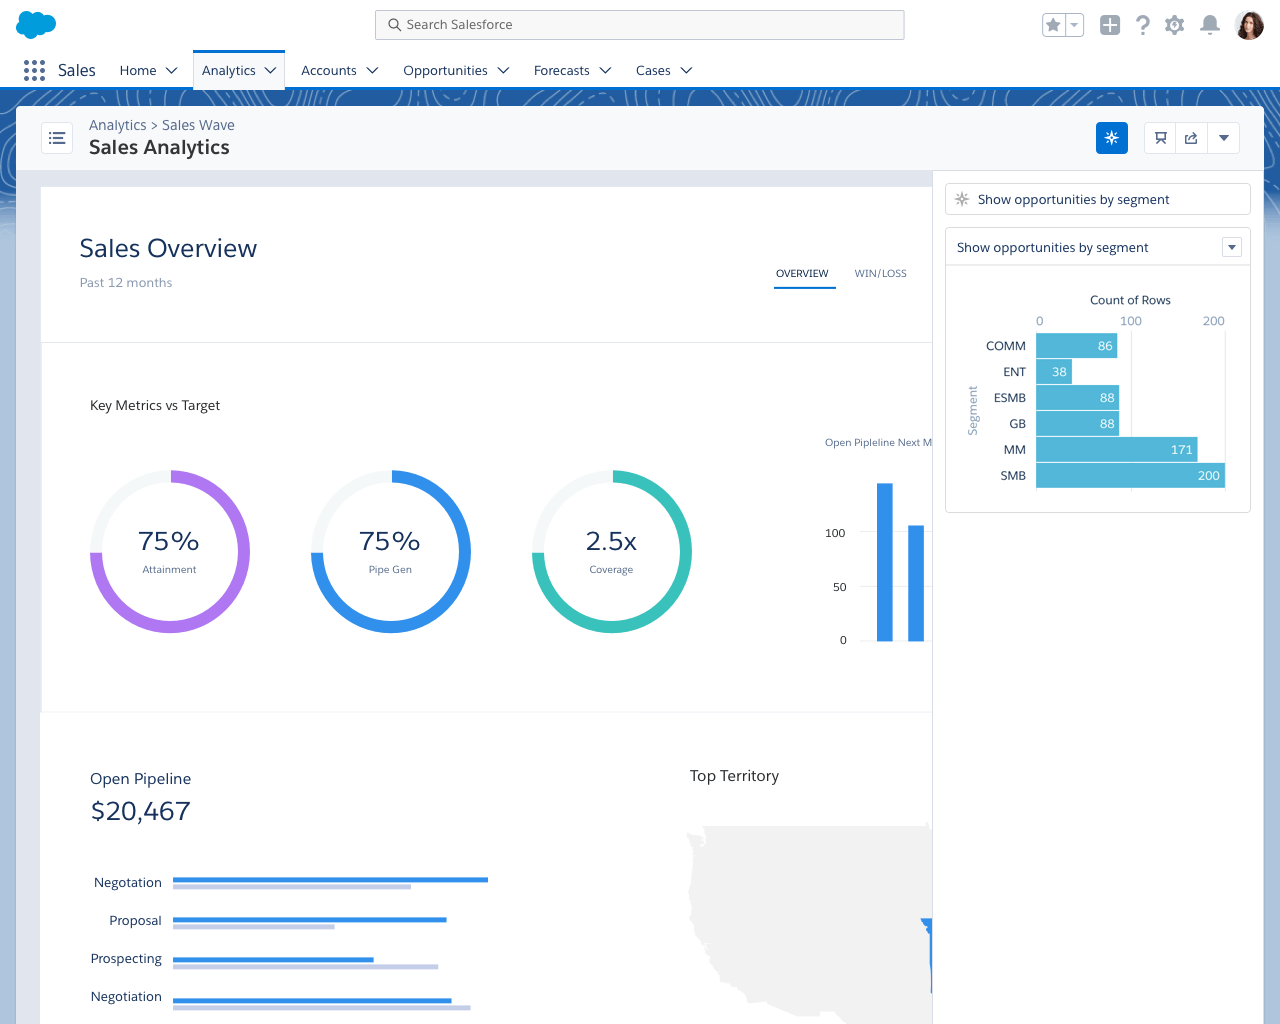 Search Salesforce
Sales
Home
Analytics
Accounts
Opportunities
Forecasts
Cases
Analytics > Sales Wave
Sales Analytics
Sales Overview
Past 12 months
OVERVIEW
WIN/LOSS
Key Metrics vs Target
75%
Attainment
75%
Pipe Gen
2.5x
Coverage
Open Pipleline Next M
100
50
0
Open Pipeline
$20,467
Negotation
Proposal
Prospecting
Negotiation
Top Territory
Show opportunities by segment
Show opportunities by segment
Count of Rows
0 100 200
Segment
COMM 86
ENT 38
ESMB 88
GB 88
MM 171
SMB 200